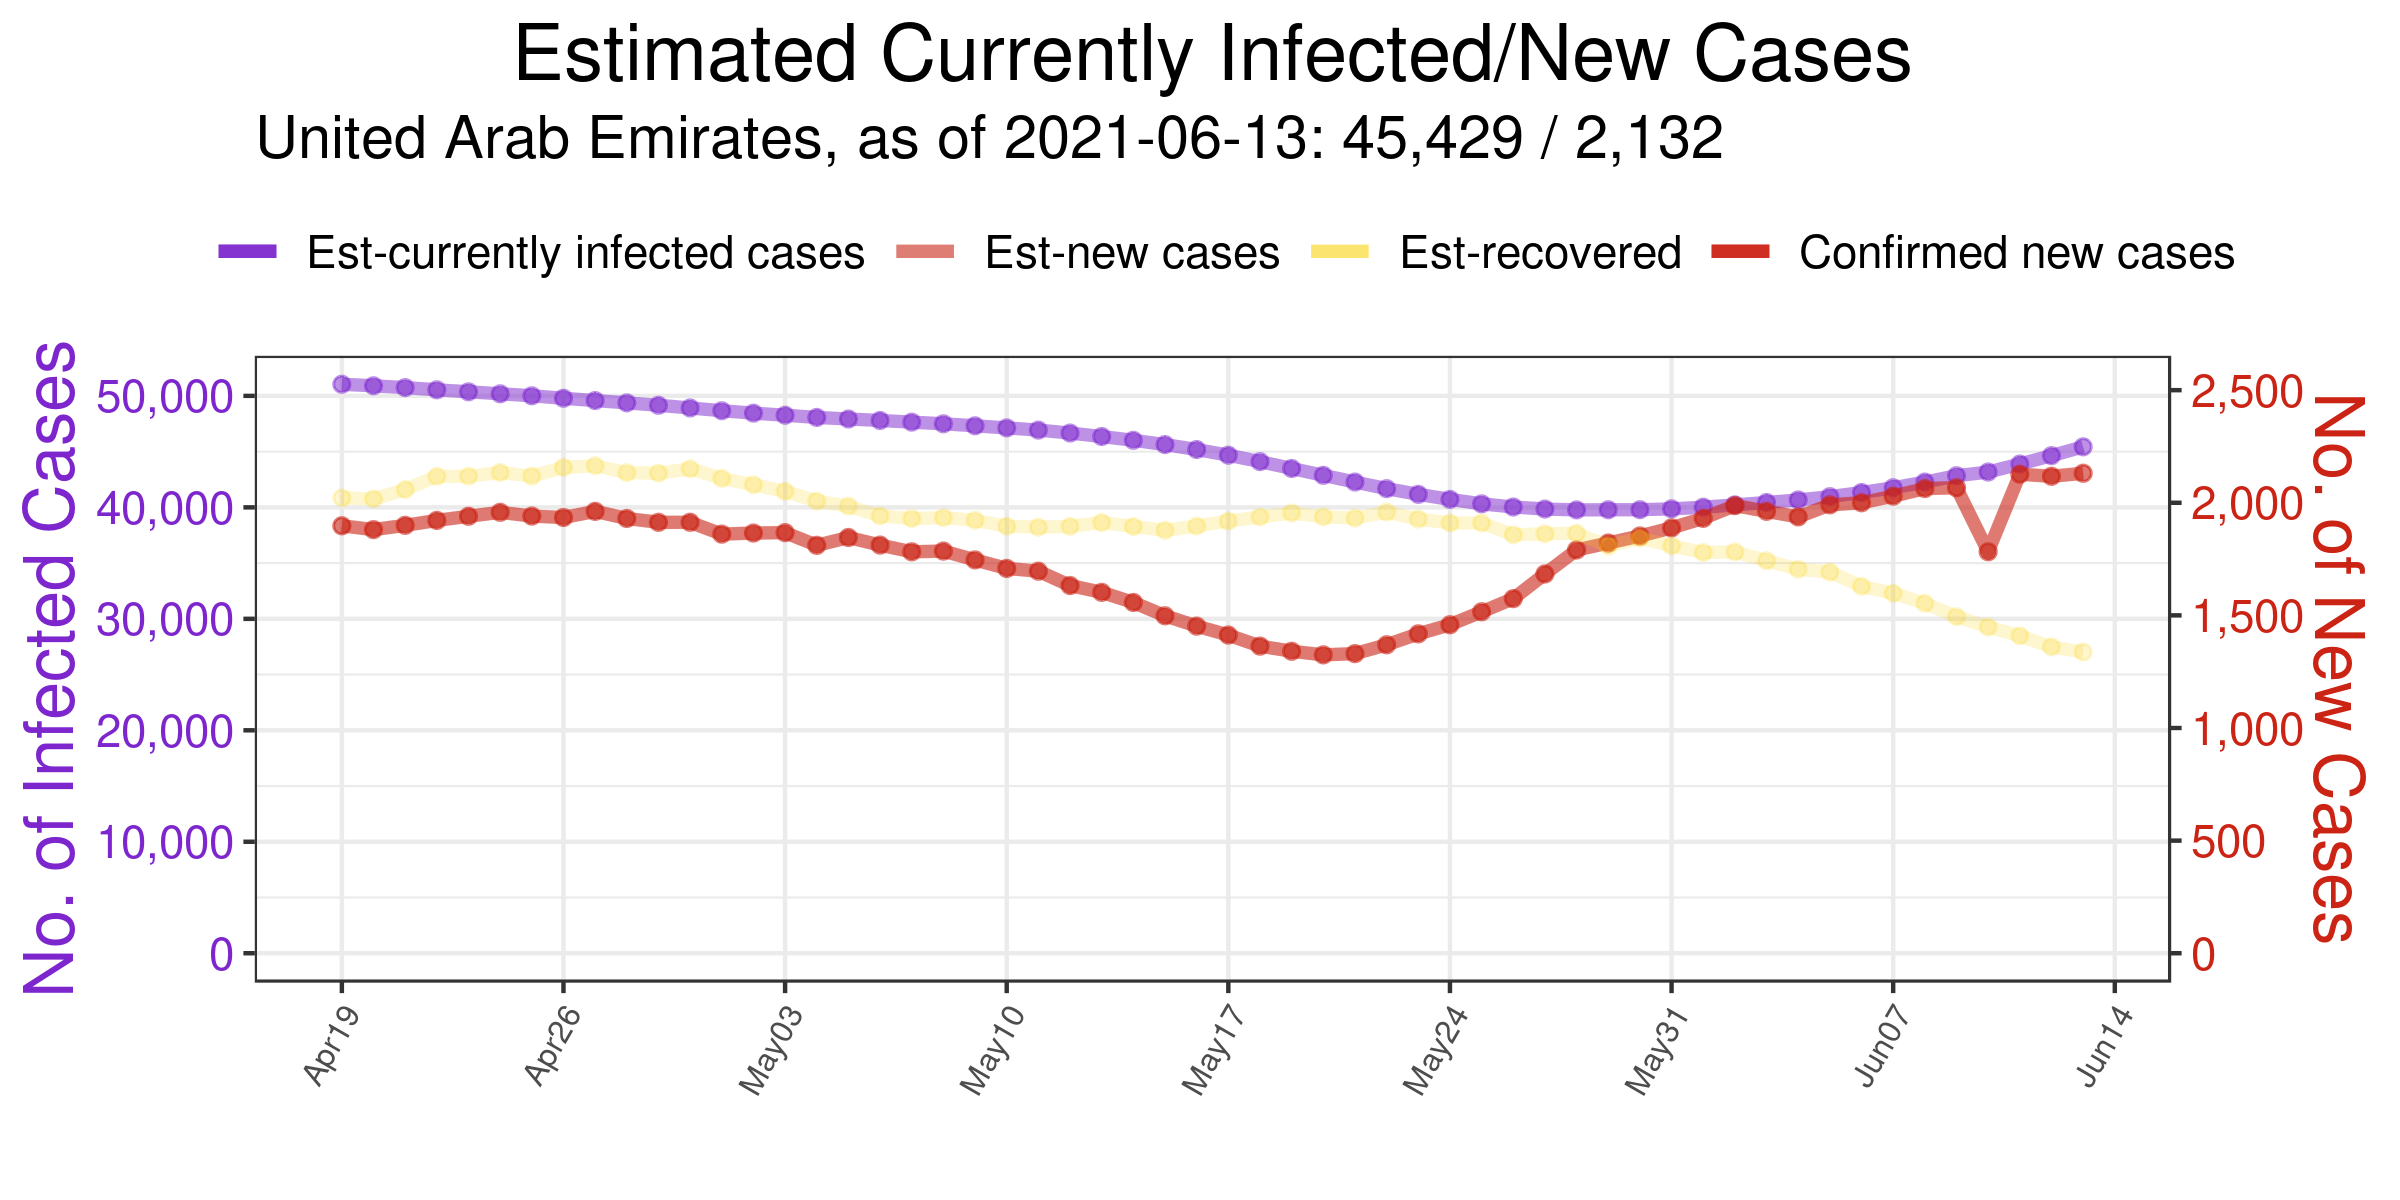 Estimated Currently Infected/New Cases
United Arab Emirates, as of 2021-06-13: 45,429 / 2,132
Est-currently infected cases Est-new cases Est-recovered Confirmed new cases
No. of Infected Cases
50,000
40,000
30,000
20,000
10,000
0
2,500
2,000
1,500
1,000
500
0
No. of New Cases
Apr19 Apr26 May03 May10 May17 May24 May31 Jun07 Jun14